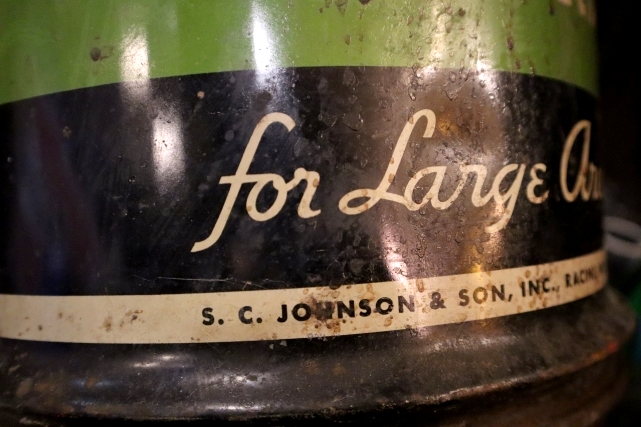 for Large
S. C. JOHNSON & SON, INC.,